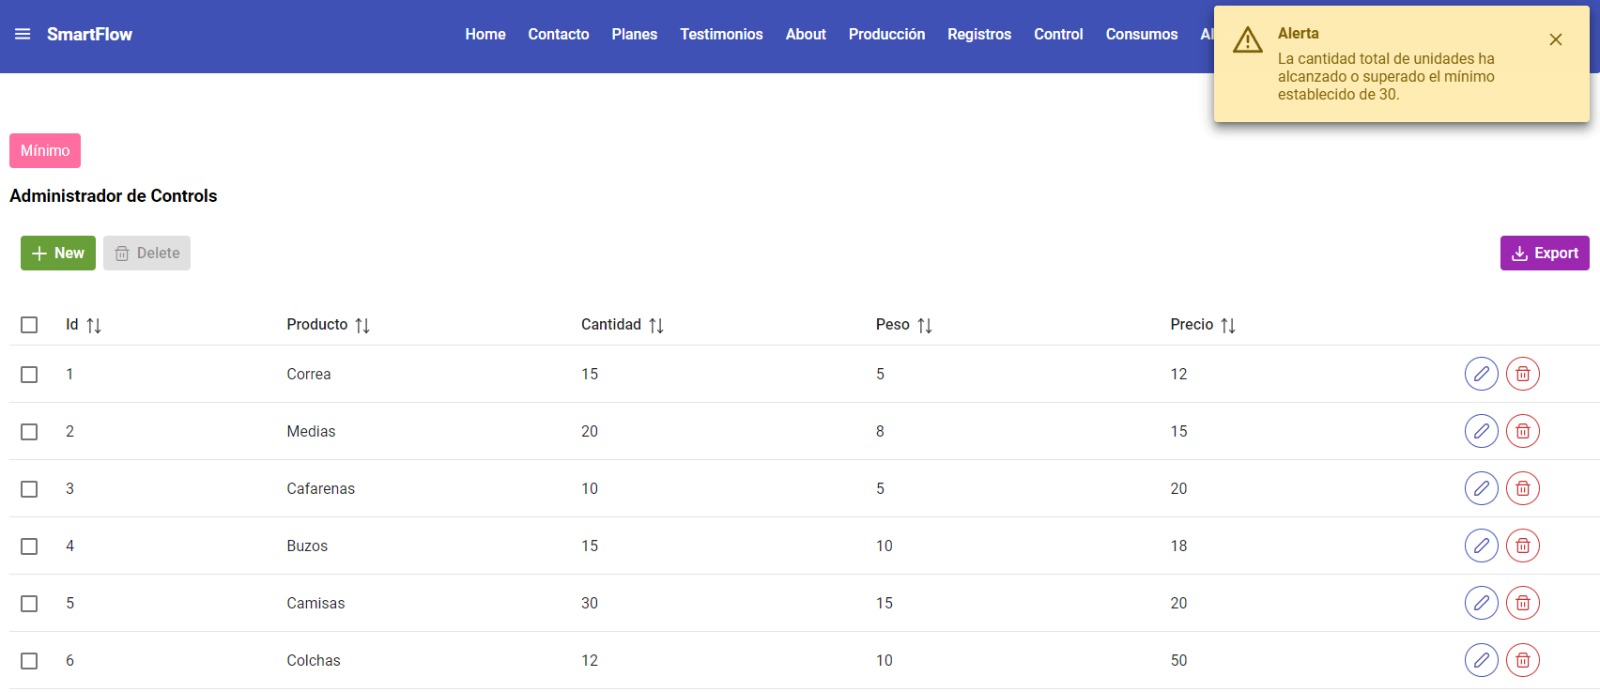 SmartFlow Home Contacto Planes Testimonios About Producción Registros Control Consumos
Alerta
La cantidad total de unidades ha
alcanzado o superado el mínimo
establecido de 30.
Mínimo
Administrador de Controls
New Delete Export
Id Producto Cantidad Peso Precio
1 Correa 15 5 12
2 Medias 20 8 15
3 Cafarenas 10 5 20
4 Buzos 15 10 18
5 Camisas 30 15 20
6 Colchas 12 10 50